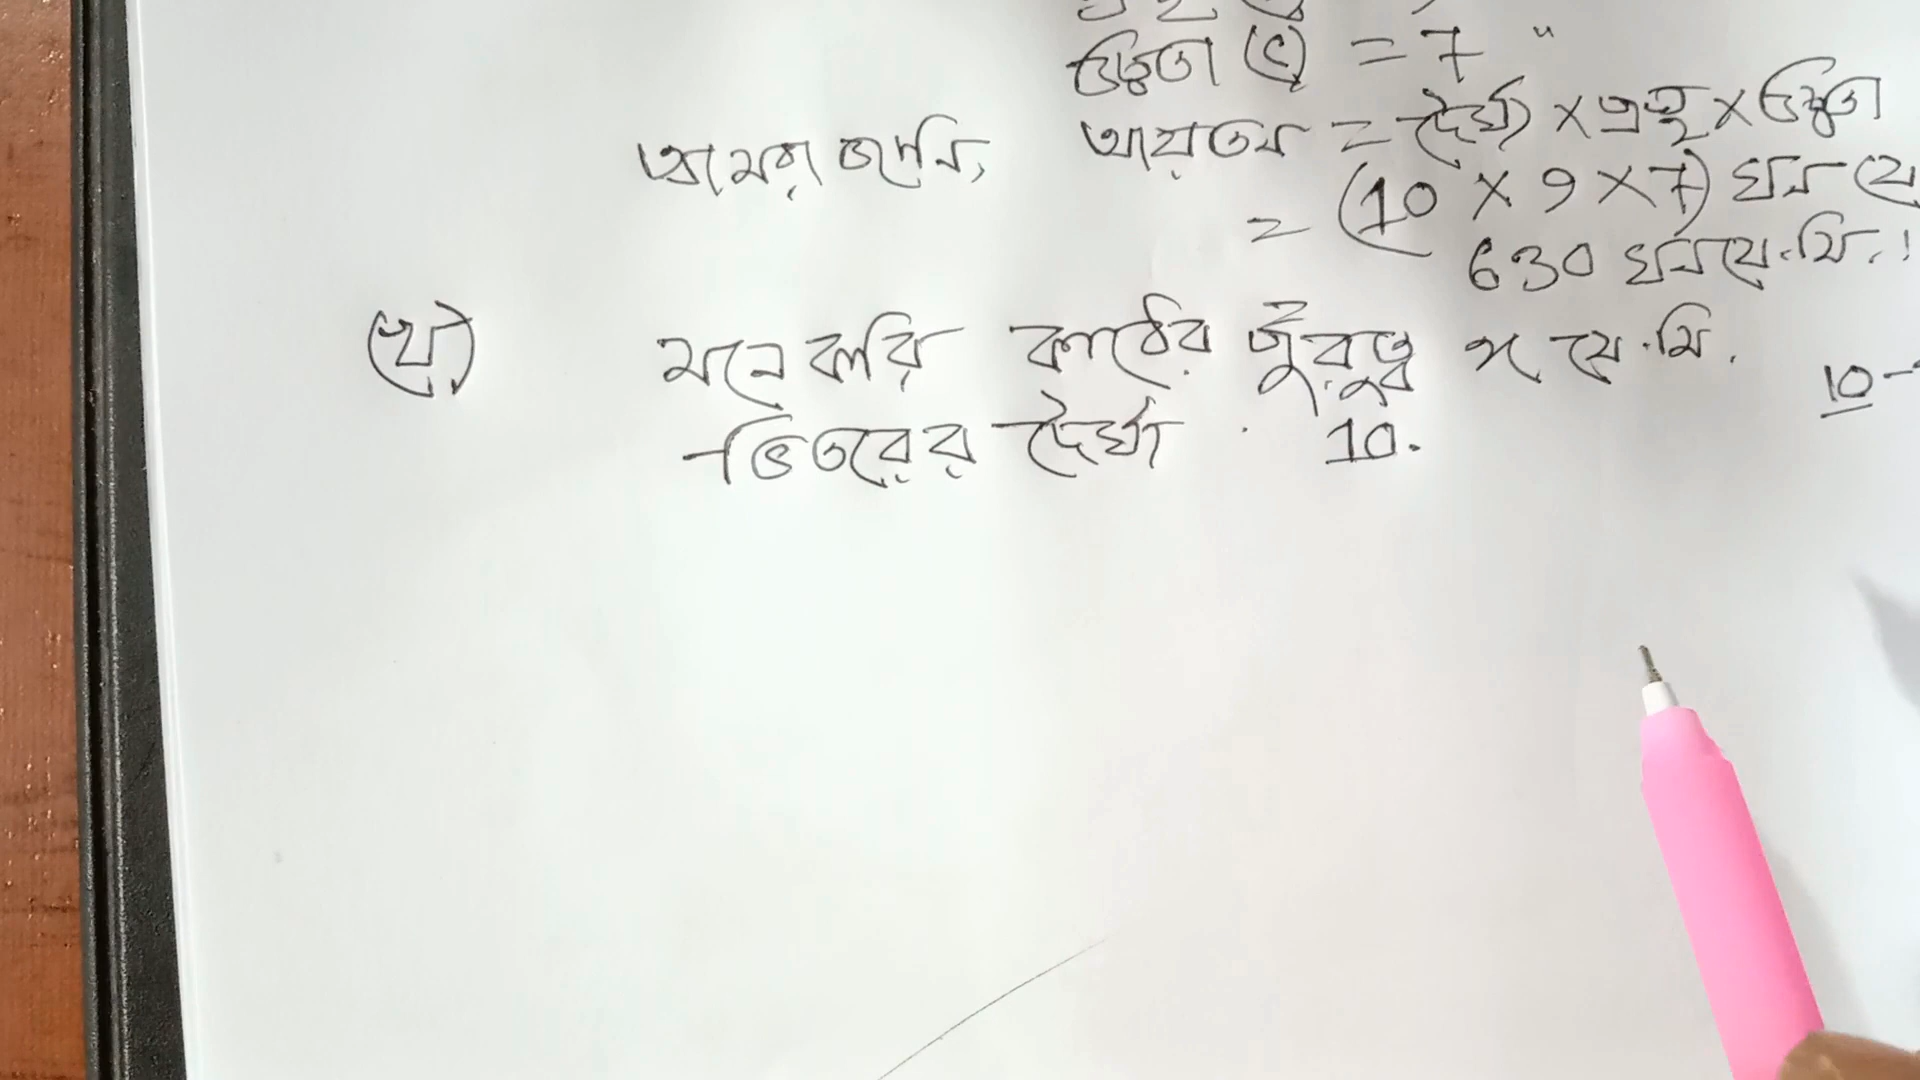 উচ্চতা (c) = 7 "
আমরা জানি, আয়তন = দৈর্ঘ্য × প্রস্থ × উচ্চতা
= (10 × 9 × 7) ঘন সে
= 630 ঘন সে.মি.।
(খ) মনে করি কাঠের পুরুত্ব x সে.মি.
ভিতরের দৈর্ঘ্য 10.
10 -